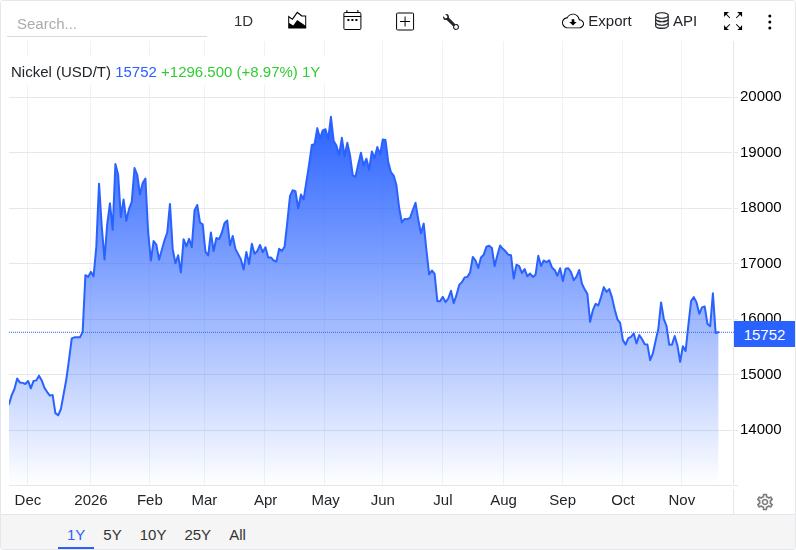 Search... 1D Export API
Nickel (USD/T) 15752 +1296.500 (+8.97%) 1Y
20000
19000
18000
17000
16000
15752
15000
14000
Dec 2026 Feb Mar Apr May Jun Jul Aug Sep Oct Nov
1Y 5Y 10Y 25Y All